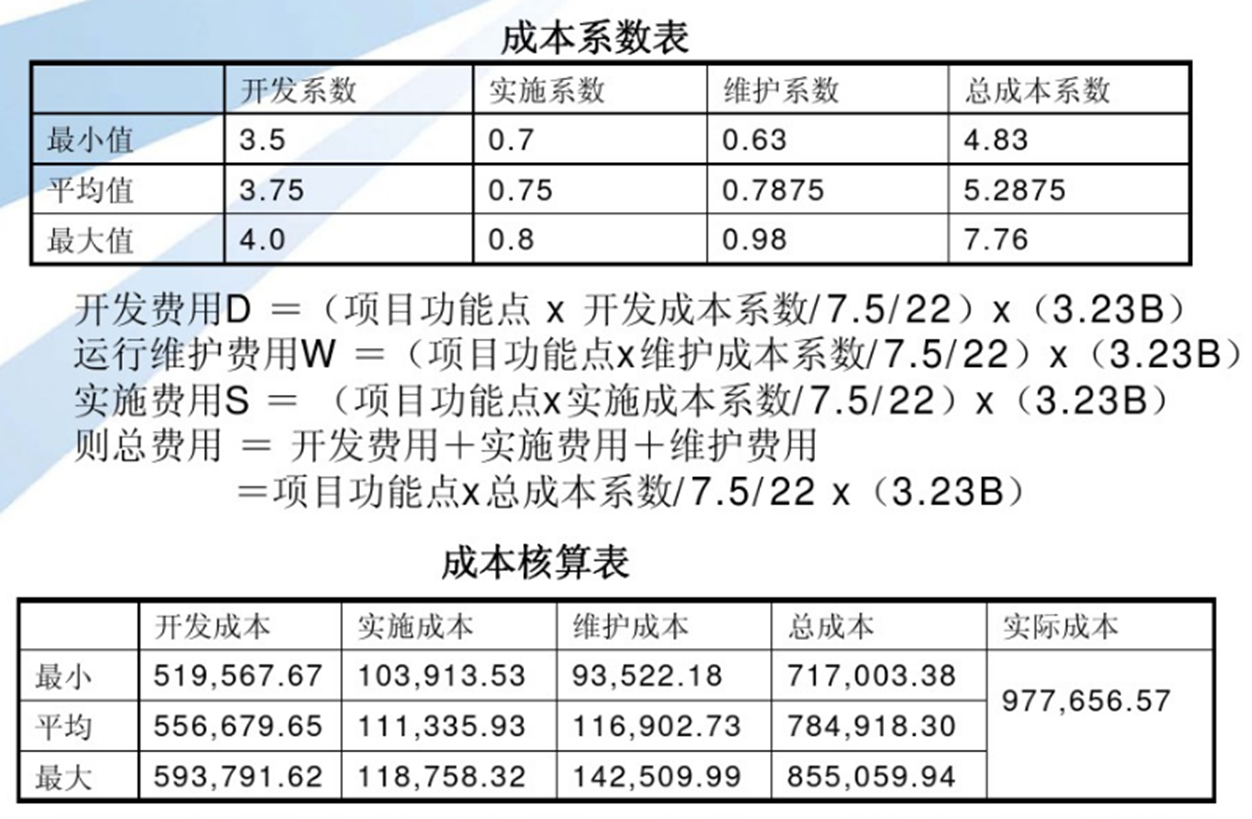 成本系数表
开发系数 实施系数 维护系数 总成本系数
最小值 3.5 0.7 0.63 4.83
平均值 3.75 0.75 0.7875 5.2875
最大值 4.0 0.8 0.98 7.76
开发费用D =（项目功能点 x 开发成本系数/7.5/22）x（3.23B）
运行维护费用W =（项目功能点x维护成本系数/7.5/22）x（3.23B）
实施费用S = （项目功能点x实施成本系数/7.5/22）x（3.23B）
则总费用 = 开发费用＋实施费用＋维护费用
=项目功能点x总成本系数/7.5/22 x（3.23B）
成本核算表
开发成本 实施成本 维护成本 总成本 实际成本
最小 519,567.67 103,913.53 93,522.18 717,003.38
977,656.57
平均 556,679.65 111,335.93 116,902.73 784,918.30
最大 593,791.62 118,758.32 142,509.99 855,059.94